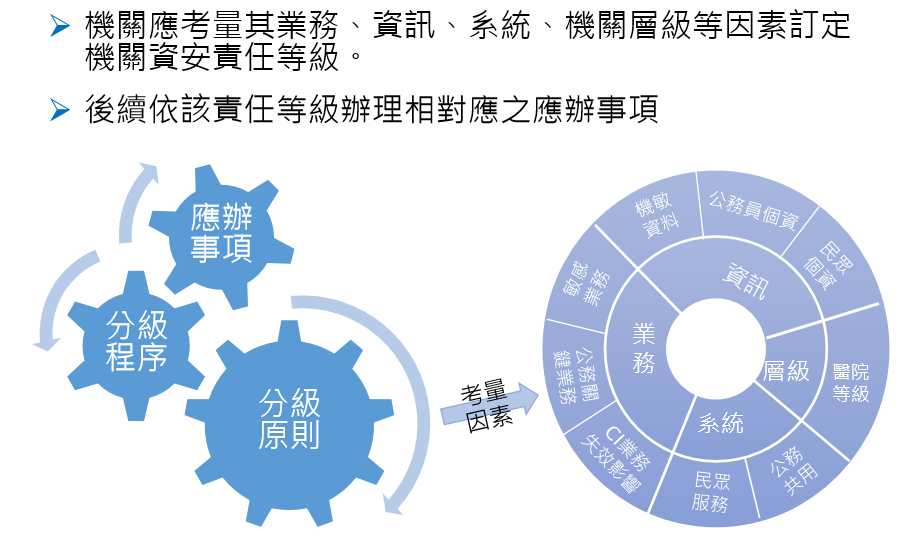 機關應考量其業務、資訊、系統、機關層級等因素訂定
機關資安責任等級。
後續依該責任等級辦理相對應之應辦事項
應辦
事項
分級
程序
分級
原則
考量
因素
資訊
機敏
資料
公務員個資
民眾
個資
層級
醫院
等級
系統
公務
共用
民眾
服務
業
務
CI業務
失效影響
公務關
鍵業務
敏感
業務